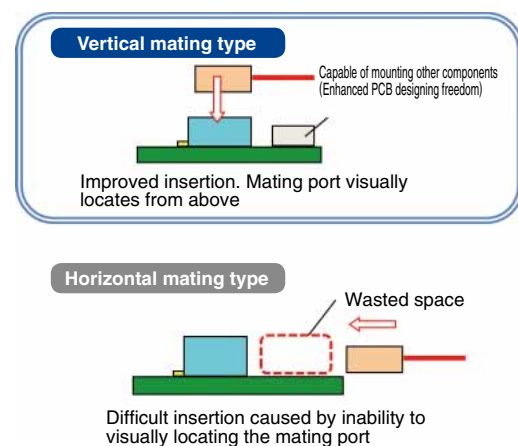 Vertical mating type
Capable of mounting other components
(Enhanced PCB designing freedom)
Improved insertion. Mating port visually
locates from above
Horizontal mating type
Wasted space
Difficult insertion caused by inability to
visually locating the mating port